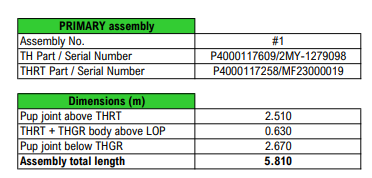 PRIMARY assembly
Assembly No. #1
TH Part / Serial Number P4000117609/2MY-1279098
THRT Part / Serial Number P4000117258/MF23000019
Dimensions (m)
Pup joint above THRT 2.510
THRT + THGR body above LOP 0.630
Pup joint below THGR 2.670
Assembly total length 5.810